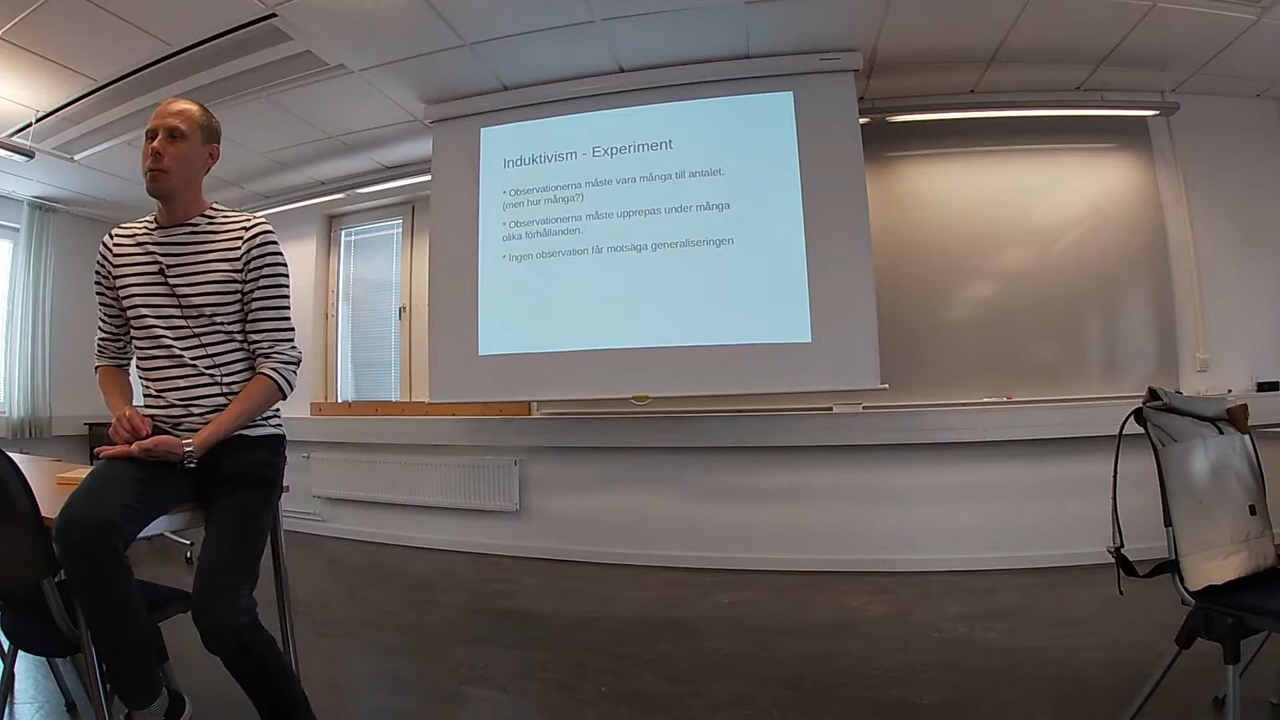 Induktivism - Experiment
* Observationerna måste vara många till antalet.
(men hur många?)
* Observationerna måste upprepas under många
olika förhållanden.
* Ingen observation får motsäga generaliseringen